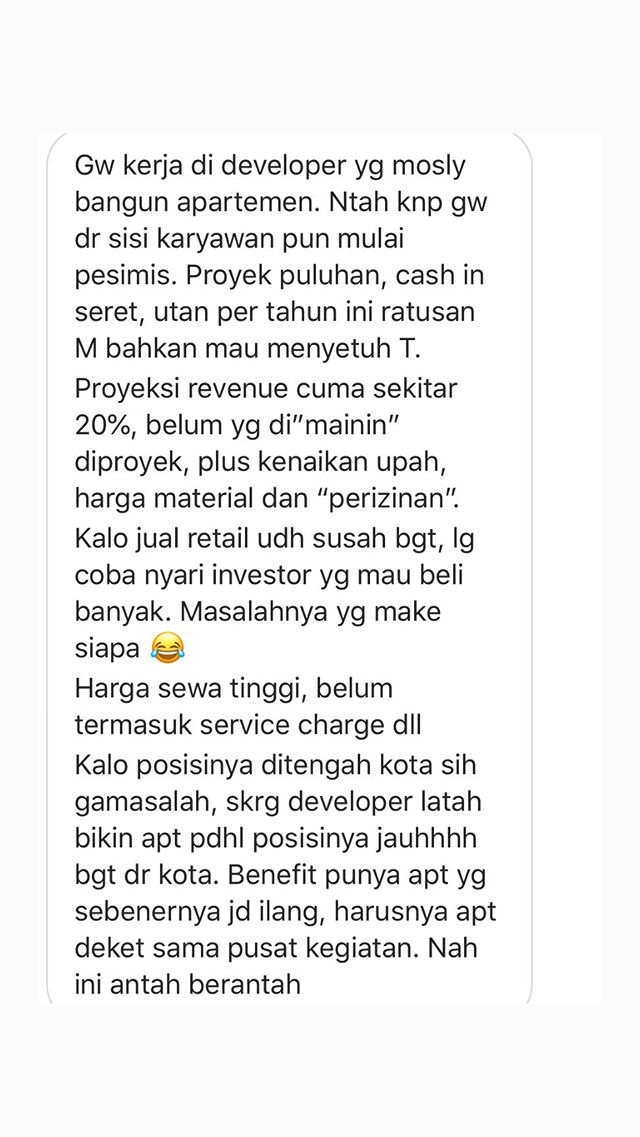 Gw kerja di developer yg mosly
bangun apartemen. Ntah knp gw
dr sisi karyawan pun mulai
pesimis. Proyek puluhan, cash in
seret, utan per tahun ini ratusan
M bahkan mau menyetuh T.
Proyeksi revenue cuma sekitar
20%, belum yg di”mainin”
diproyek, plus kenaikan upah,
harga material dan “perizinan”.
Kalo jual retail udh susah bgt, lg
coba nyari investor yg mau beli
banyak. Masalahnya yg make
siapa 😂
Harga sewa tinggi, belum
termasuk service charge dll
Kalo posisinya ditengah kota sih
gamasalah, skrg developer latah
bikin apt pdhl posisinya jauhhhh
bgt dr kota. Benefit punya apt yg
sebenernya jd ilang, harusnya apt
deket sama pusat kegiatan. Nah
ini antah berantah